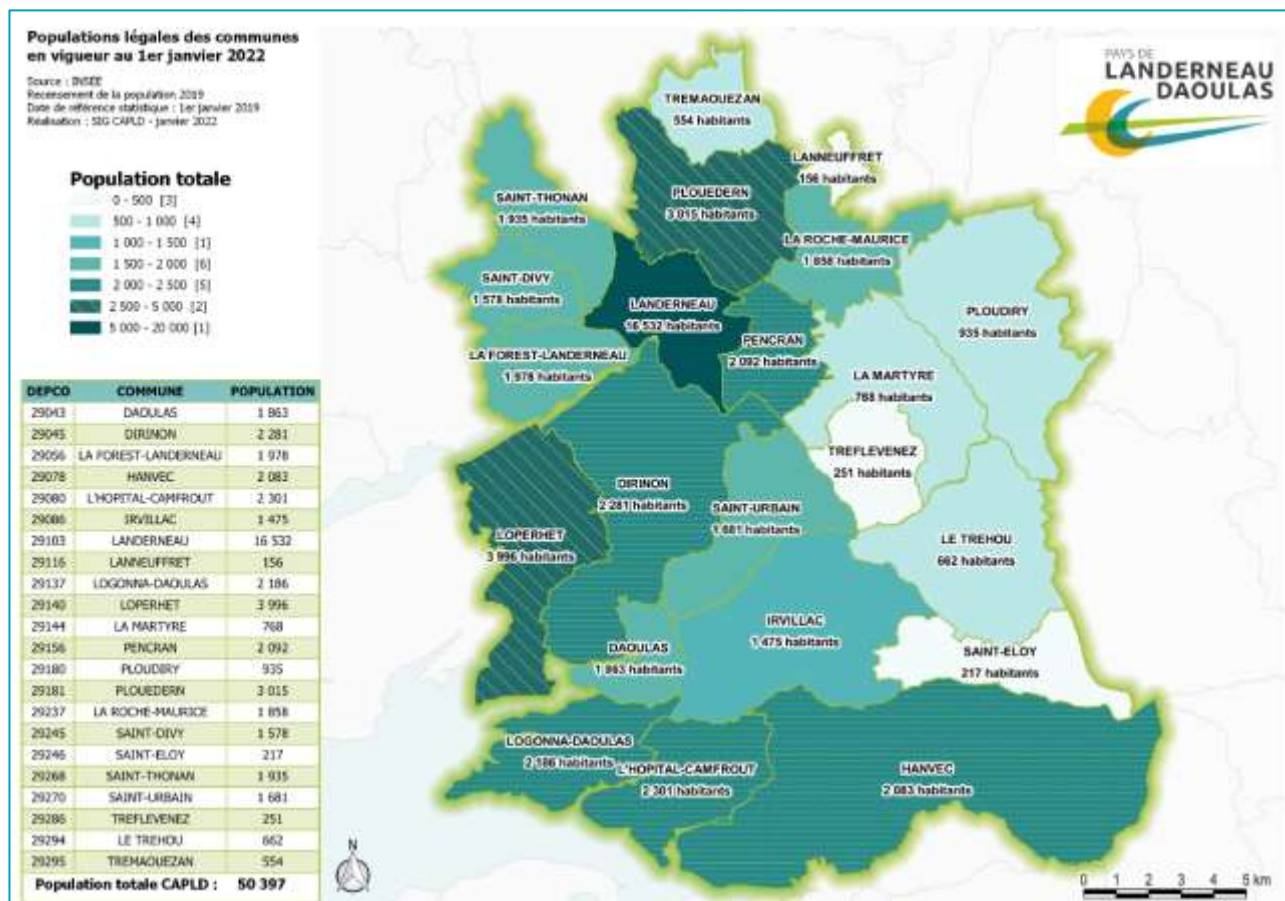 Populations légales des communes
en vigueur au 1er janvier 2022
Source : INSEE
Recensement de la population 2019
Date de référence statistique : 1er janvier 2019
Réalisation : SIG CAPLD - janvier 2022
Population totale
0 - 500 [3]
500 - 1 000 [4]
1 000 - 1 500 [1]
1 500 - 2 000 [6]
2 000 - 2 500 [5]
2 500 - 5 000 [2]
5 000 - 20 000 [1]
DEPCO COMMUNE POPULATION
29043 DAOULAS 1 863
29045 DIRINON 2 281
29056 LA FOREST-LANDERNEAU 1 978
29078 HANVEC 2 083
29080 L'HOPITAL-CAMFROUT 2 301
29086 IRVILLAC 1 475
29103 LANDERNEAU 16 532
29116 LANNEUFFRET 156
29137 LOGONNA-DAOULAS 2 186
29140 LOPERHET 3 996
29144 LA MARTYRE 768
29156 PENCRAN 2 092
29180 PLOUDIRY 935
29181 PLOUEDERN 3 015
29237 LA ROCHE-MAURICE 1 858
29245 SAINT-DIVY 1 578
29246 SAINT-ELOY 217
29268 SAINT-THONAN 1 935
29270 SAINT-URBAIN 1 681
29286 TREFLEVENEZ 251
29294 LE TREHOU 662
29295 TREMAOUEZAN 554
Population totale CAPLD : 50 397
PAYS DE
LANDERNEAU
DAOULAS
TREMAOUEZAN
554 habitants
LANNEUFFRET
156 habitants
PLOUEDERN
3 015 habitants
SAINT-THONAN
1 935 habitants
LA ROCHE-MAURICE
1 858 habitants
SAINT-DIVY
1 578 habitants
LANDERNEAU
16 532 habitants
PLOUDIRY
935 habitants
PENCRAN
2 092 habitants
LA FOREST-LANDERNEAU
1 978 habitants
LA MARTYRE
768 habitants
TREFLEVENEZ
251 habitants
DIRINON
2 281 habitants
SAINT-URBAIN
1 681 habitants
LOPERHET
3 996 habitants
LE TREHOU
662 habitants
IRVILLAC
1 475 habitants
DAOULAS
1 863 habitants
SAINT-ELOY
217 habitants
LOGONNA-DAOULAS
2 186 habitants
L'HOPITAL-CAMFROUT
2 301 habitants
HANVEC
2 083 habitants
N
0 1 2 3 4 5 km